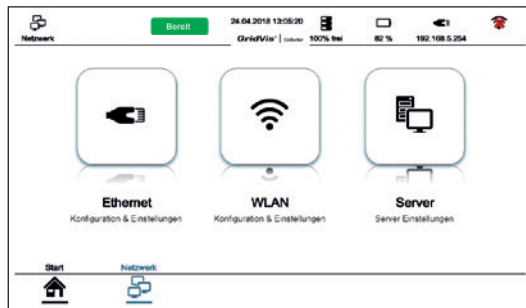 Netzwerk
Bereit
24.04.2018 13:05:20
GridVis® | Collector
100% frei
82 %
192.168.5.254
Ethernet
Konfiguration & Einstellungen
WLAN
Konfiguration & Einstellungen
Server
Server Einstellungen
Start
Netzwerk